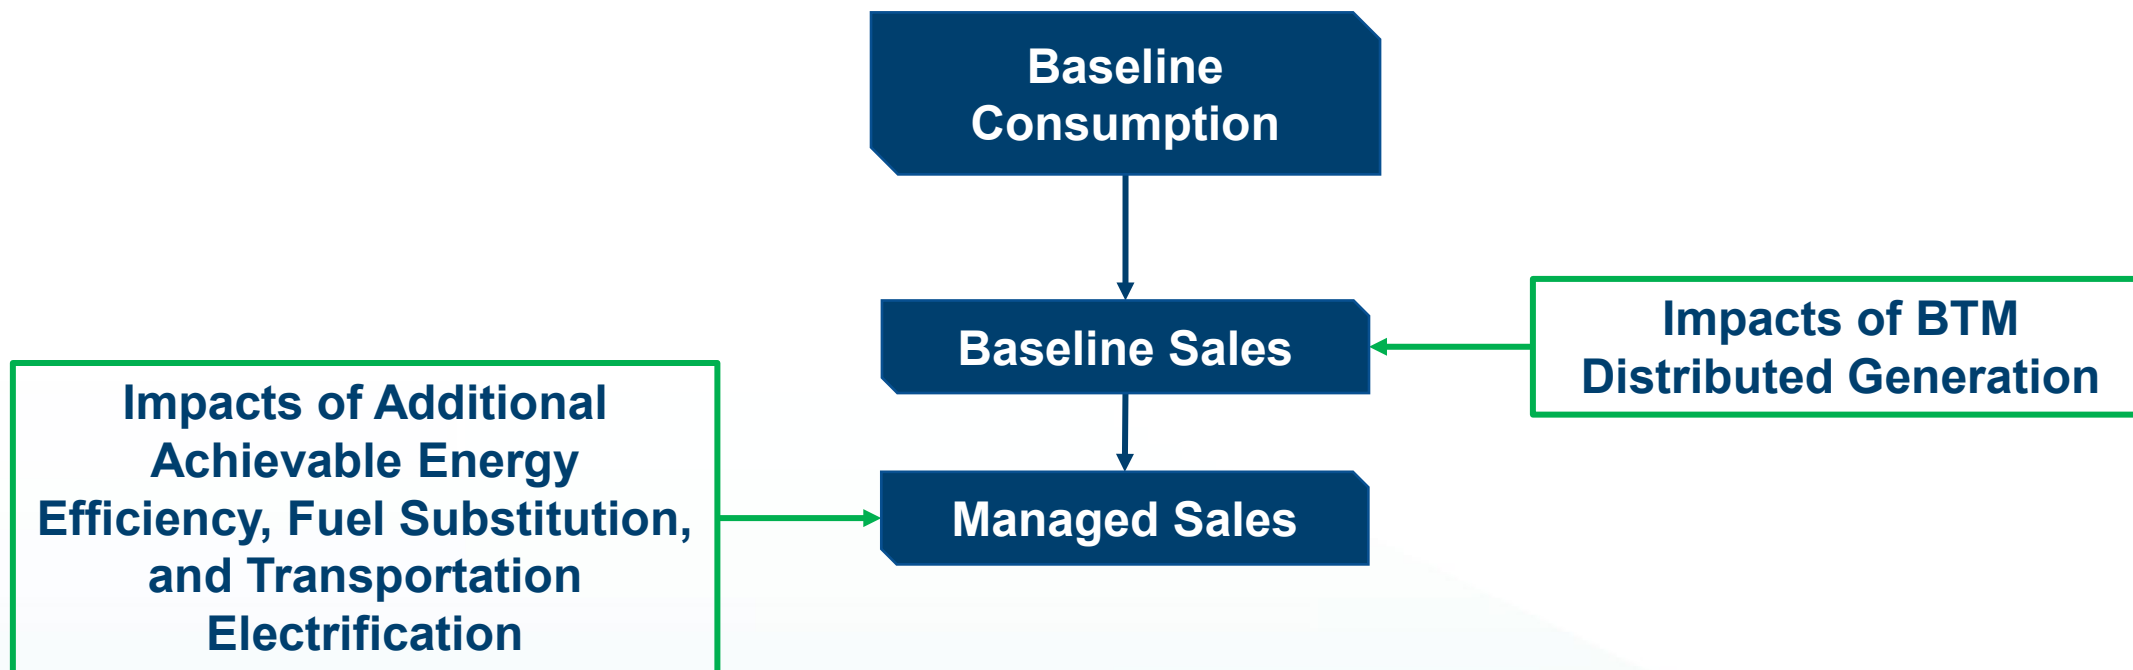 Baseline
Consumption
Baseline Sales
Impacts of BTM
Distributed Generation
Impacts of Additional
Achievable Energy
Efficiency, Fuel Substitution,
and Transportation
Electrification
Managed Sales